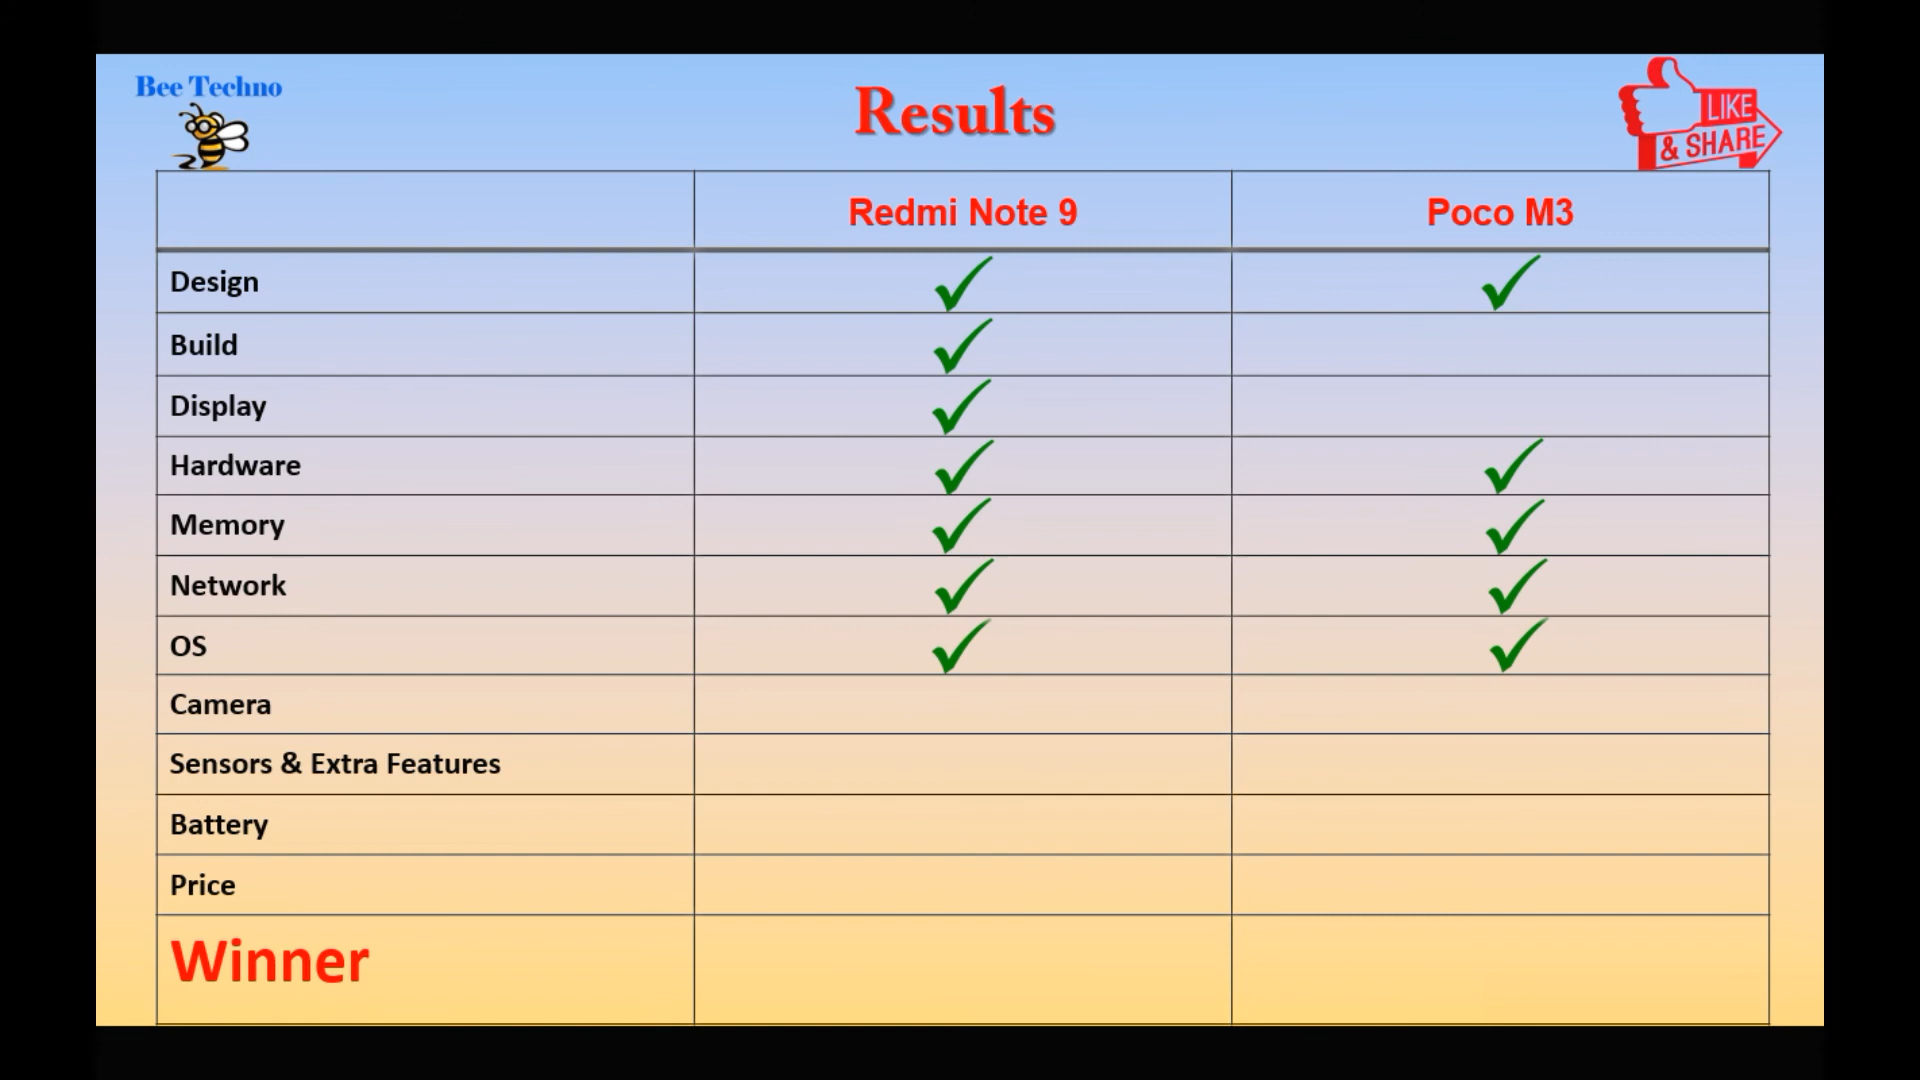 Bee Techno
Results
LIKE
& SHARE
Redmi Note 9
Poco M3
Design
Build
Display
Hardware
Memory
Network
OS
Camera
Sensors & Extra Features
Battery
Price
Winner